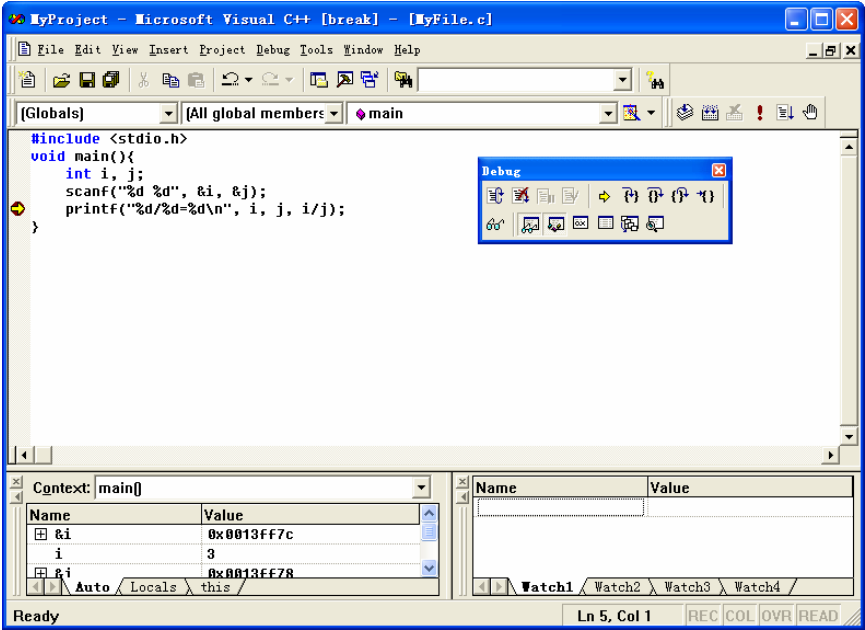 MyProject - Microsoft Visual C++ [break] - [MyFile.c]
File Edit View Insert Project Debug Tools Window Help
(Globals) (All global members main
#include <stdio.h>
void main(){
int i, j;
scanf("%d %d", &i, &j);
printf("%d/%d=%d\n", i, j, i/j);
}
Debug
Context: main()
Name Value
&i 0x0013ff7c
i 3
&j 0x0013ff78
Auto Locals this
Name Value
Watch1 Watch2 Watch3 Watch4
Ready Ln 5, Col 1 REC COL OVR READ